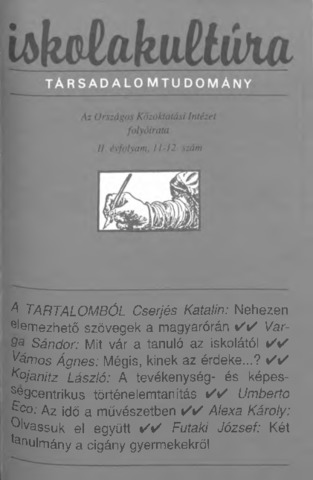 iskolakultúra
TÁRSADALOMTUDOMÁNY
Az Országos Közoktatási Intézet
folyóirata
II. évfolyam, 11-12. szám
A TARTALOMBÓL Cserjés Katalin: Nehezen
elemezhető szövegek a magyarórán ✔✔ Var-
ga Sándor: Mit vár a tanuló az iskolától ✔✔
Vámos Ágnes: Mégis, kinek az érdeke...? ✔✔
Kojanitz László: A tevékenység- és képes-
ségcentrikus történelemtanítás ✔✔ Umberto
Eco: Az idő a művészetben ✔✔ Alexa Károly:
Olvassuk el együtt ✔✔ Futaki József: Két
tanulmány a cigány gyermekekről